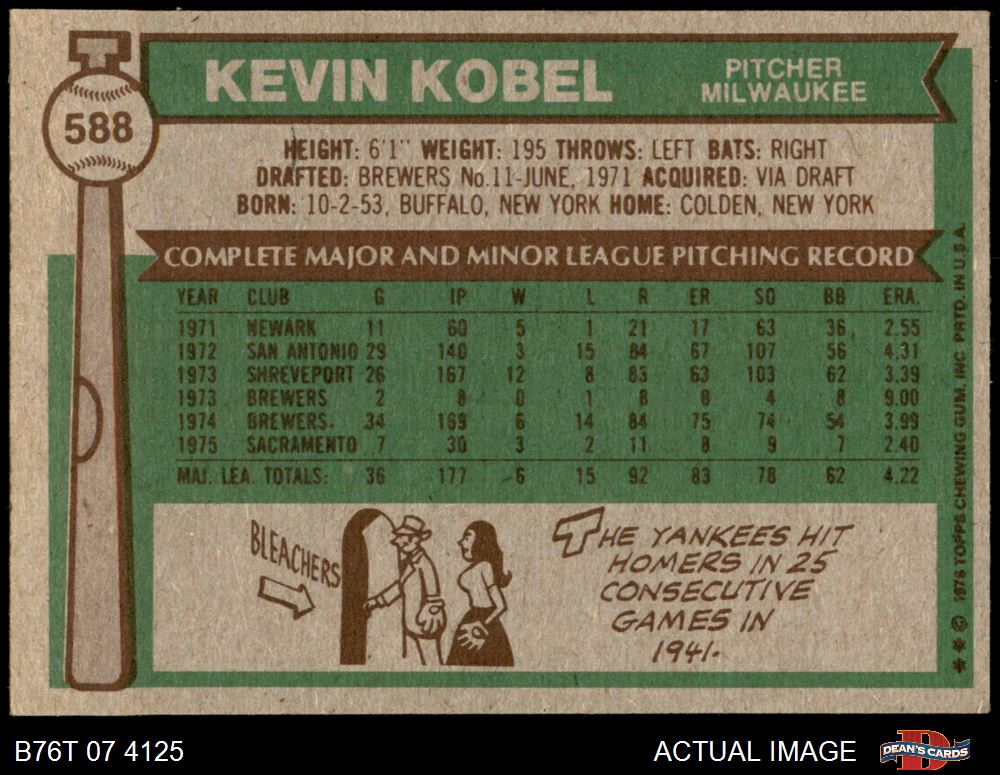 588
KEVIN KOBEL
PITCHER
MILWAUKEE
HEIGHT: 6'1" WEIGHT: 195 THROWS: LEFT BATS: RIGHT
DRAFTED: BREWERS No.11-JUNE, 1971 ACQUIRED: VIA DRAFT
BORN: 10-2-53, BUFFALO, NEW YORK HOME: COLDEN, NEW YORK
COMPLETE MAJOR AND MINOR LEAGUE PITCHING RECORD
YEAR CLUB G IP W L R ER SO BB ERA.
1971 NEWARK 11 60 5 1 21 17 63 36 2.55
1972 SAN ANTONIO 29 140 3 15 84 67 107 56 4.31
1973 SHREVEPORT 26 167 12 8 83 63 103 62 3.39
1973 BREWERS 2 8 0 1 8 8 4 8 9.00
1974 BREWERS. 34 169 6 14 84 75 74 54 3.99
1975 SACRAMENTO 7 30 3 2 11 8 9 7 2.40
MAJ. LEA. TOTALS: 36 177 6 15 92 83 78 62 4.22
BLEACHERS
THE YANKEES HIT
HOMERS IN 25
CONSECUTIVE
GAMES IN
1941.
** © 1976 TOPPS CHEWING GUM, INC. PRTD. IN U.S.A.
B76T 07 4125
ACTUAL IMAGE
D
DEAN'S CARDS